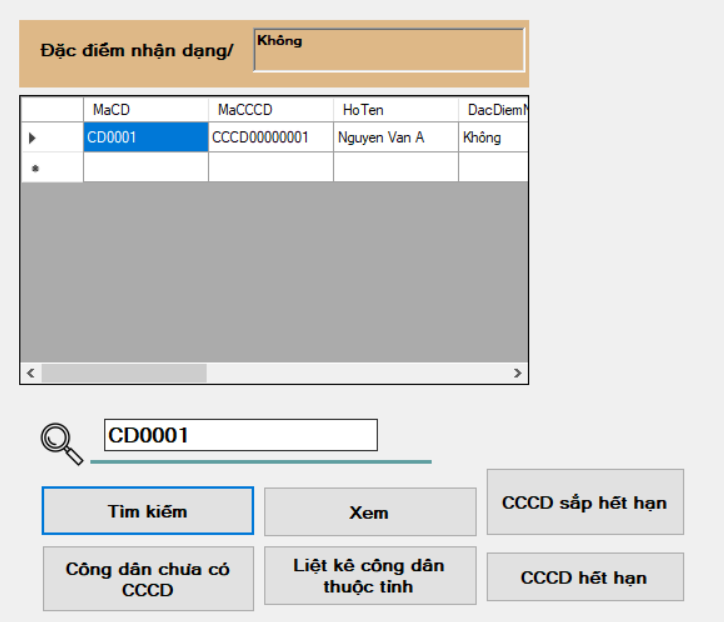 Đặc điểm nhận dạng/ Không
MaCD MaCCCD HoTen DacDiemN
CD0001 CCCD00000001 Nguyen Van A Không
CD0001
Tìm kiếm Xem CCCD sắp hết hạn
Công dân chưa có CCCD Liệt kê công dân thuộc tỉnh CCCD hết hạn